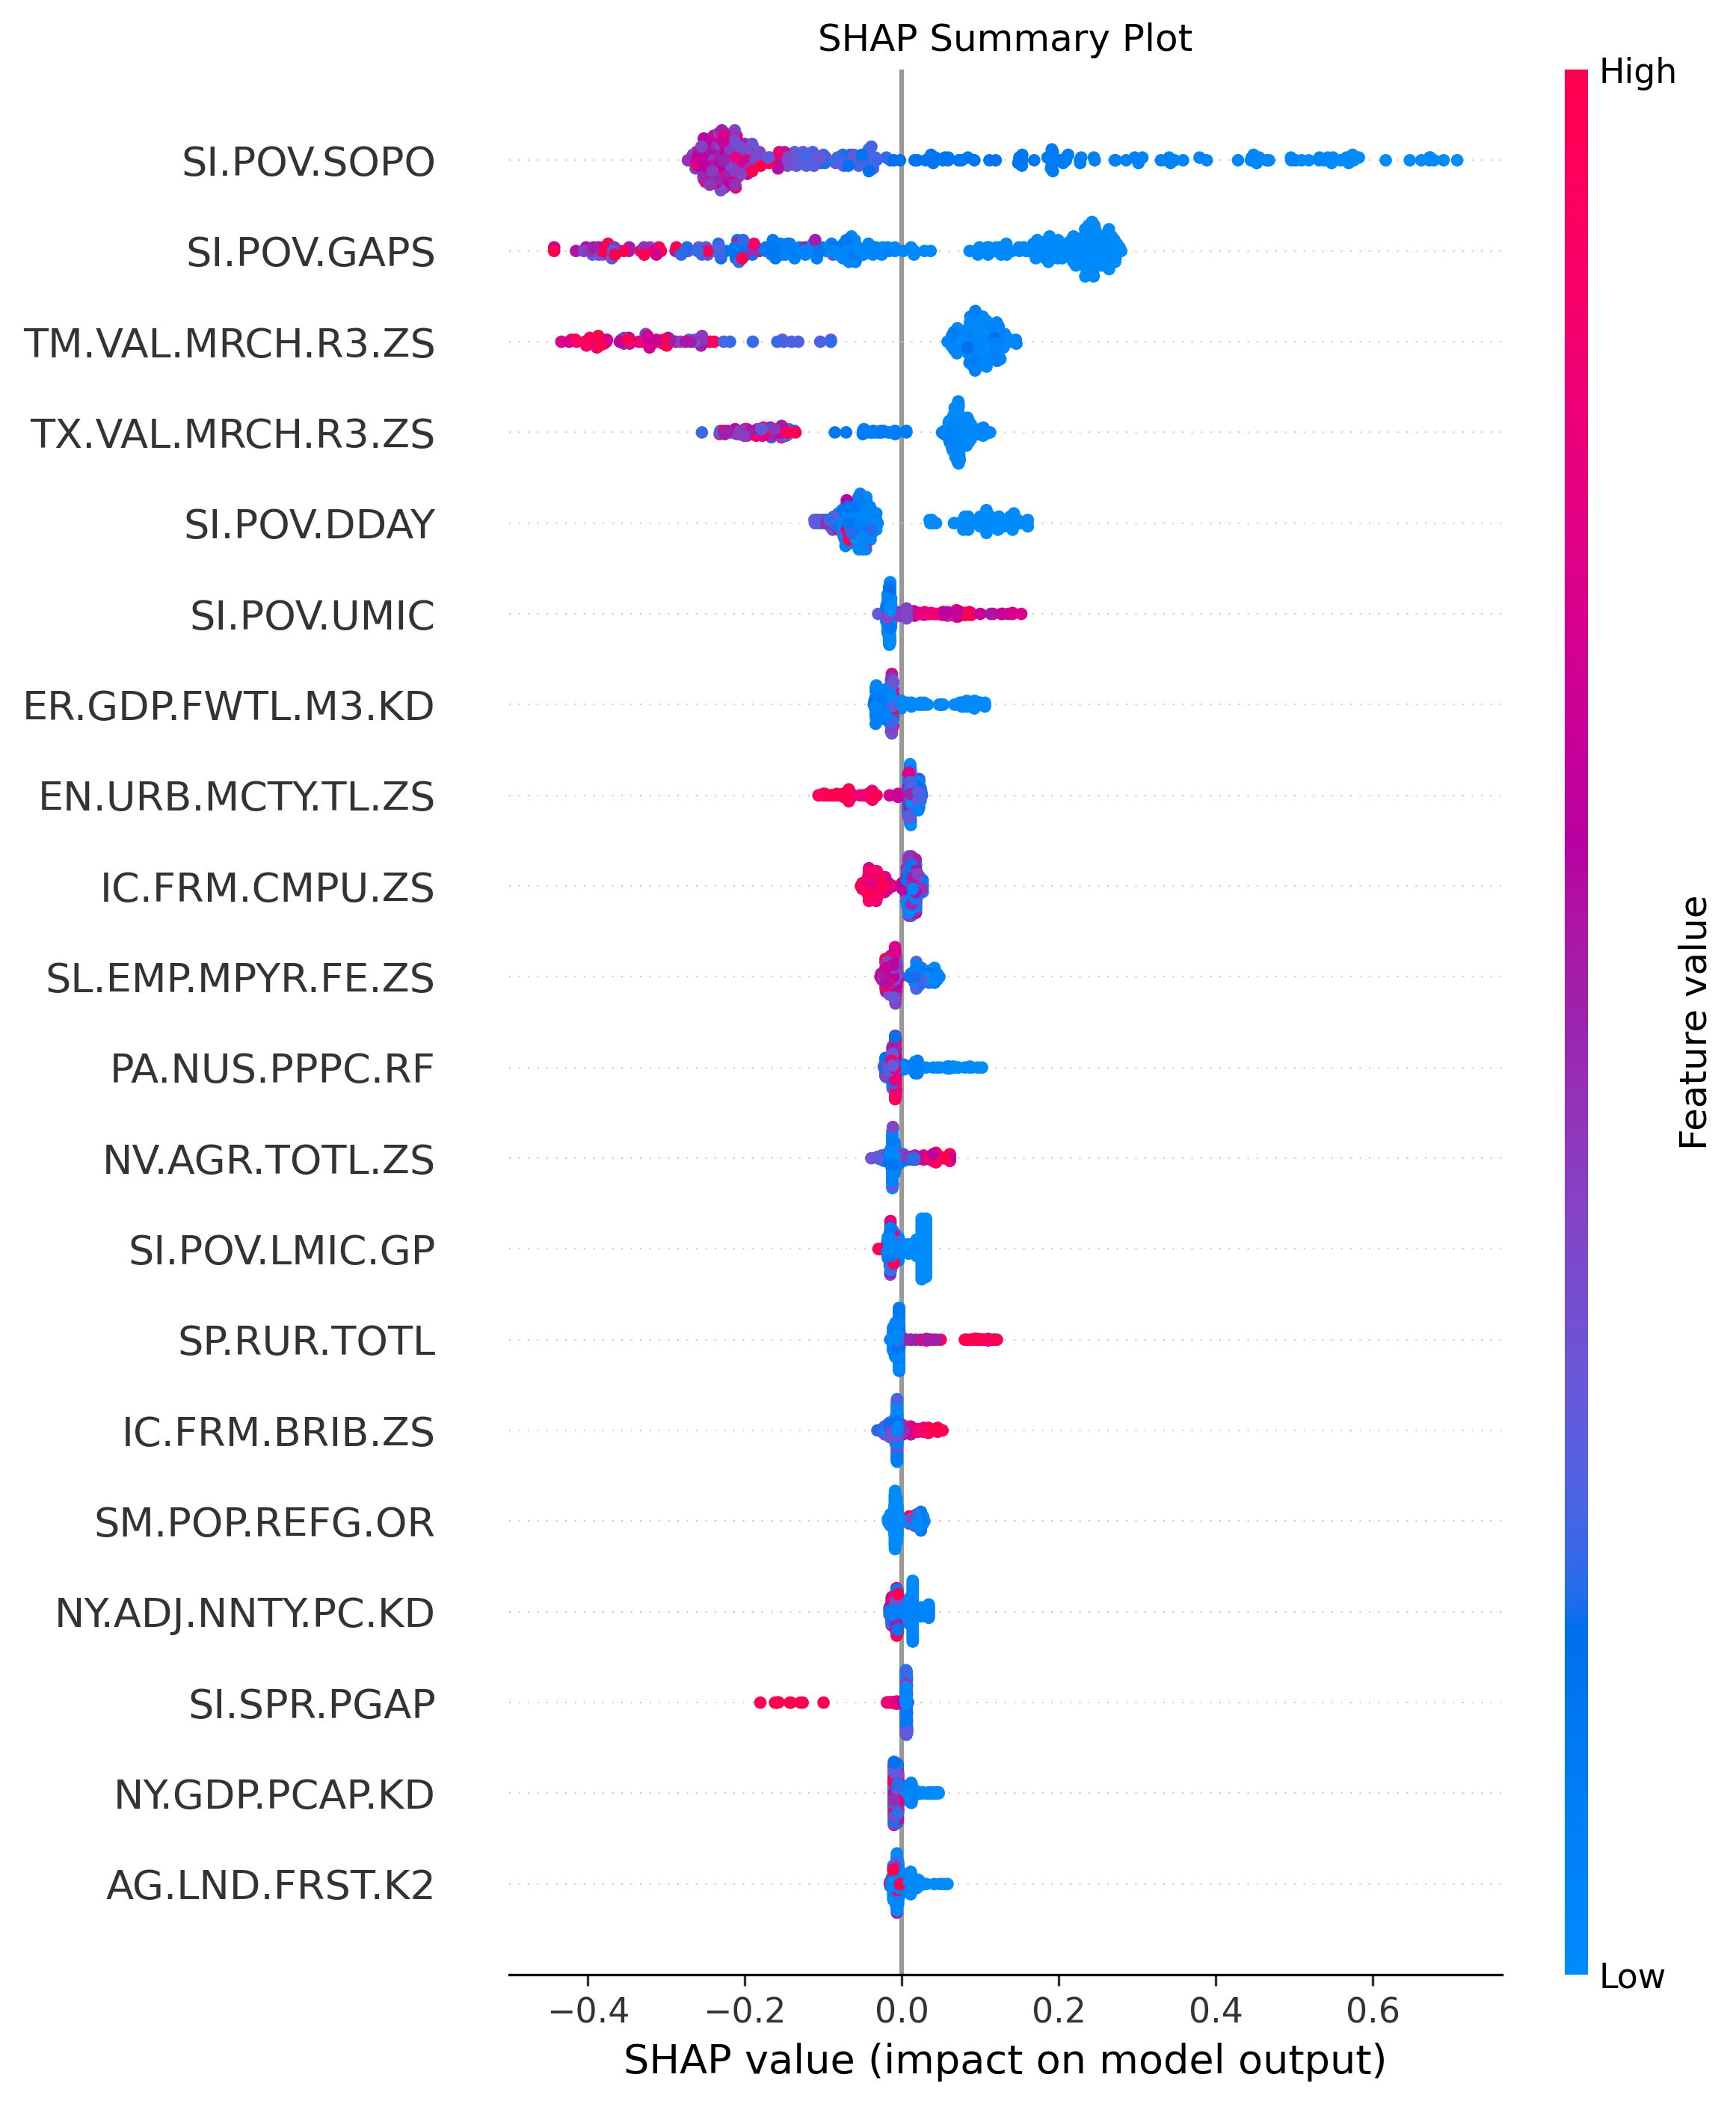 SHAP Summary Plot
High
SI.POV.SOPO
SI.POV.GAPS
TM.VAL.MRCH.R3.ZS
TX.VAL.MRCH.R3.ZS
SI.POV.DDAY
SI.POV.UMIC
ER.GDP.FWTL.M3.KD
EN.URB.MCTY.TL.ZS
IC.FRM.CMPU.ZS
SL.EMP.MPYR.FE.ZS
PA.NUS.PPPC.RF
NV.AGR.TOTL.ZS
SI.POV.LMIC.GP
SP.RUR.TOTL
IC.FRM.BRIB.ZS
SM.POP.REFG.OR
NY.ADJ.NNTY.PC.KD
SI.SPR.PGAP
NY.GDP.PCAP.KD
AG.LND.FRST.K2
Feature value
Low
−0.4 −0.2 0.0 0.2 0.4 0.6
SHAP value (impact on model output)